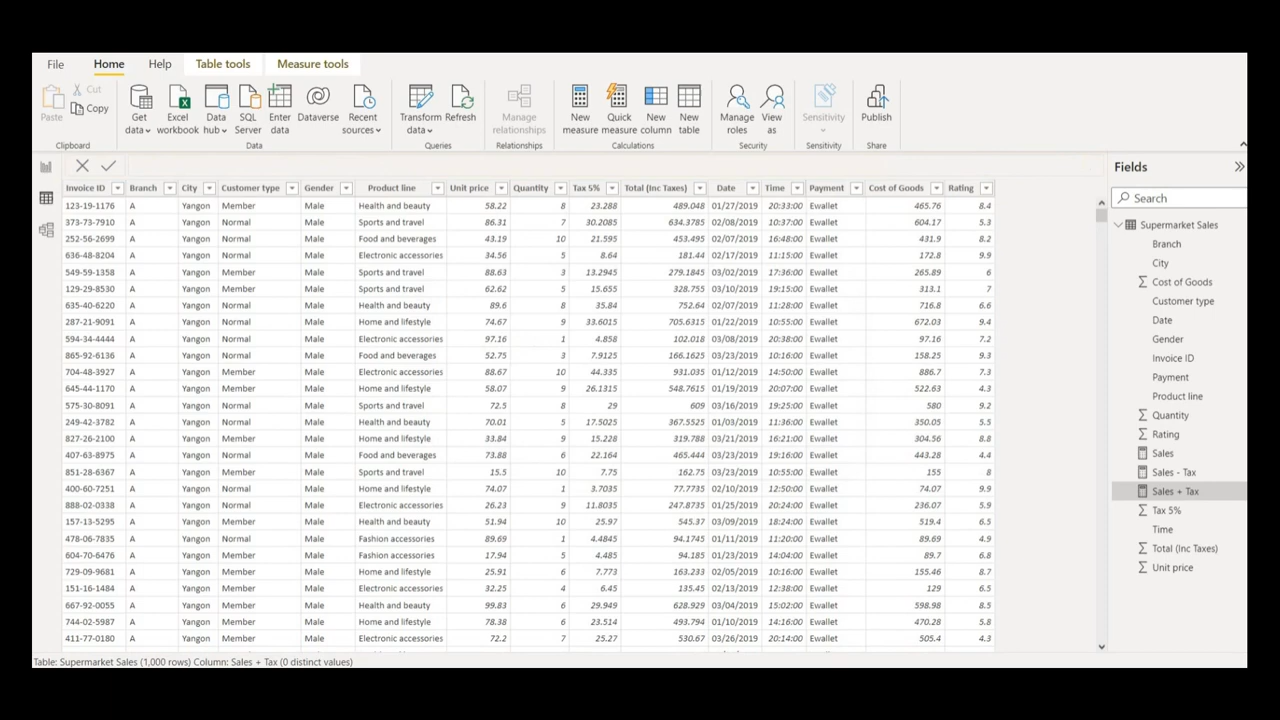 File Home Help Table tools Measure tools
Paste Cut Copy Get data Excel workbook Data hub SQL Server Enter data Dataverse Recent sources Transform data Refresh Manage relationships New measure Quick measure New column New table Manage roles View as Sensitivity Publish
Clipboard Data Queries Relationships Calculations Security Sensitivity Share
Invoice ID Branch City Customer type Gender Product line Unit price Quantity Tax 5% Total (Inc Taxes) Date Time Payment Cost of Goods Rating
123-19-1176 A Yangon Member Male Health and beauty 58.22 8 23.288 489.048 01/27/2019 20:33:00 Ewallet 465.76 8.4
373-73-7910 A Yangon Normal Male Sports and travel 86.31 7 30.2085 634.3785 02/08/2019 10:37:00 Ewallet 604.17 5.3
252-56-2699 A Yangon Normal Male Food and beverages 43.19 10 21.595 453.495 02/07/2019 16:48:00 Ewallet 431.9 8.2
636-48-8204 A Yangon Normal Male Electronic accessories 34.56 5 8.64 181.44 02/17/2019 11:15:00 Ewallet 172.8 9.9
549-59-1358 A Yangon Member Male Sports and travel 88.63 3 13.2945 279.1845 03/02/2019 17:36:00 Ewallet 265.89 6
129-29-8530 A Yangon Member Male Sports and travel 62.62 5 15.655 328.755 03/10/2019 19:15:00 Ewallet 313.1 7
635-40-6220 A Yangon Normal Male Health and beauty 89.6 8 35.84 752.64 02/07/2019 11:28:00 Ewallet 716.8 6.6
287-21-9091 A Yangon Normal Male Home and lifestyle 74.67 9 33.6015 705.6315 01/22/2019 10:55:00 Ewallet 672.03 9.4
594-34-4444 A Yangon Normal Male Electronic accessories 97.16 1 4.858 102.018 03/08/2019 20:38:00 Ewallet 97.16 7.2
865-92-6136 A Yangon Normal Male Food and beverages 52.75 3 7.9125 166.1625 03/23/2019 10:16:00 Ewallet 158.25 9.3
704-48-3927 A Yangon Member Male Electronic accessories 88.67 10 44.335 931.035 01/12/2019 14:50:00 Ewallet 886.7 7.3
645-44-1170 A Yangon Member Male Home and lifestyle 58.07 9 26.1315 548.7615 01/19/2019 20:07:00 Ewallet 522.63 4.3
575-30-8091 A Yangon Normal Male Sports and travel 72.5 8 29 609 03/16/2019 19:25:00 Ewallet 580 9.2
249-42-3782 A Yangon Normal Male Health and beauty 70.01 5 17.5025 367.5525 01/03/2019 11:36:00 Ewallet 350.05 5.5
827-26-2100 A Yangon Member Male Home and lifestyle 33.84 9 15.228 319.788 03/21/2019 16:21:00 Ewallet 304.56 8.8
407-63-8975 A Yangon Normal Male Food and beverages 73.88 6 22.164 465.444 03/23/2019 19:16:00 Ewallet 443.28 4.4
851-28-6367 A Yangon Member Male Sports and travel 15.5 10 7.75 162.75 03/23/2019 10:55:00 Ewallet 155 8
400-60-7251 A Yangon Normal Male Home and lifestyle 74.07 1 3.7035 77.7735 02/10/2019 12:50:00 Ewallet 74.07 9.9
888-02-0338 A Yangon Normal Male Electronic accessories 26.23 9 11.8035 247.8735 01/25/2019 20:24:00 Ewallet 236.07 5.9
157-13-5295 A Yangon Member Male Health and beauty 51.94 10 25.97 545.37 03/09/2019 18:24:00 Ewallet 519.4 6.5
478-06-7835 A Yangon Normal Male Fashion accessories 89.69 1 4.4845 94.1745 01/11/2019 11:20:00 Ewallet 89.69 4.9
604-70-6476 A Yangon Member Male Fashion accessories 17.94 5 4.485 94.185 01/23/2019 14:04:00 Ewallet 89.7 6.8
729-09-9681 A Yangon Member Male Home and lifestyle 25.91 6 7.773 163.233 02/05/2019 10:16:00 Ewallet 155.46 8.7
151-16-1484 A Yangon Member Male Electronic accessories 32.25 4 6.45 135.45 02/13/2019 12:38:00 Ewallet 129 6.5
667-92-0055 A Yangon Member Male Health and beauty 99.83 6 29.949 628.929 03/04/2019 15:02:00 Ewallet 598.98 8.5
744-02-5987 A Yangon Member Male Home and lifestyle 78.38 6 23.514 493.794 01/10/2019 14:16:00 Ewallet 470.28 5.8
411-77-0180 A Yangon Member Male Electronic accessories 72.2 7 25.27 530.67 03/26/2019 20:14:00 Ewallet 505.4 4.3
Fields
Search
Supermarket Sales
Branch
City
Cost of Goods
Customer type
Date
Gender
Invoice ID
Payment
Product line
Quantity
Rating
Sales
Sales - Tax
Sales + Tax
Tax 5%
Time
Total (Inc Taxes)
Unit price
Table: Supermarket Sales (1,000 rows) Column: Sales + Tax (0 distinct values)